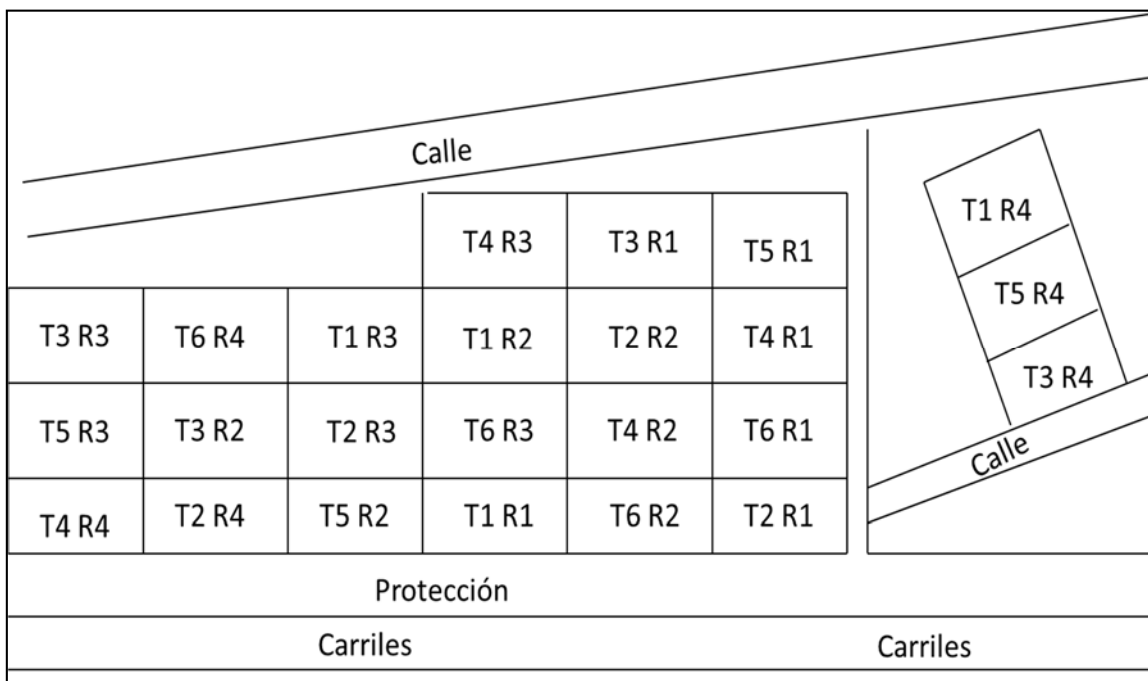 Calle
T1 R4
T4 R3 T3 R1 T5 R1
T5 R4
T3 R3 T6 R4 T1 R3 T1 R2 T2 R2 T4 R1
T3 R4
T5 R3 T3 R2 T2 R3 T6 R3 T4 R2 T6 R1
Calle
T4 R4 T2 R4 T5 R2 T1 R1 T6 R2 T2 R1
Protección
Carriles Carriles